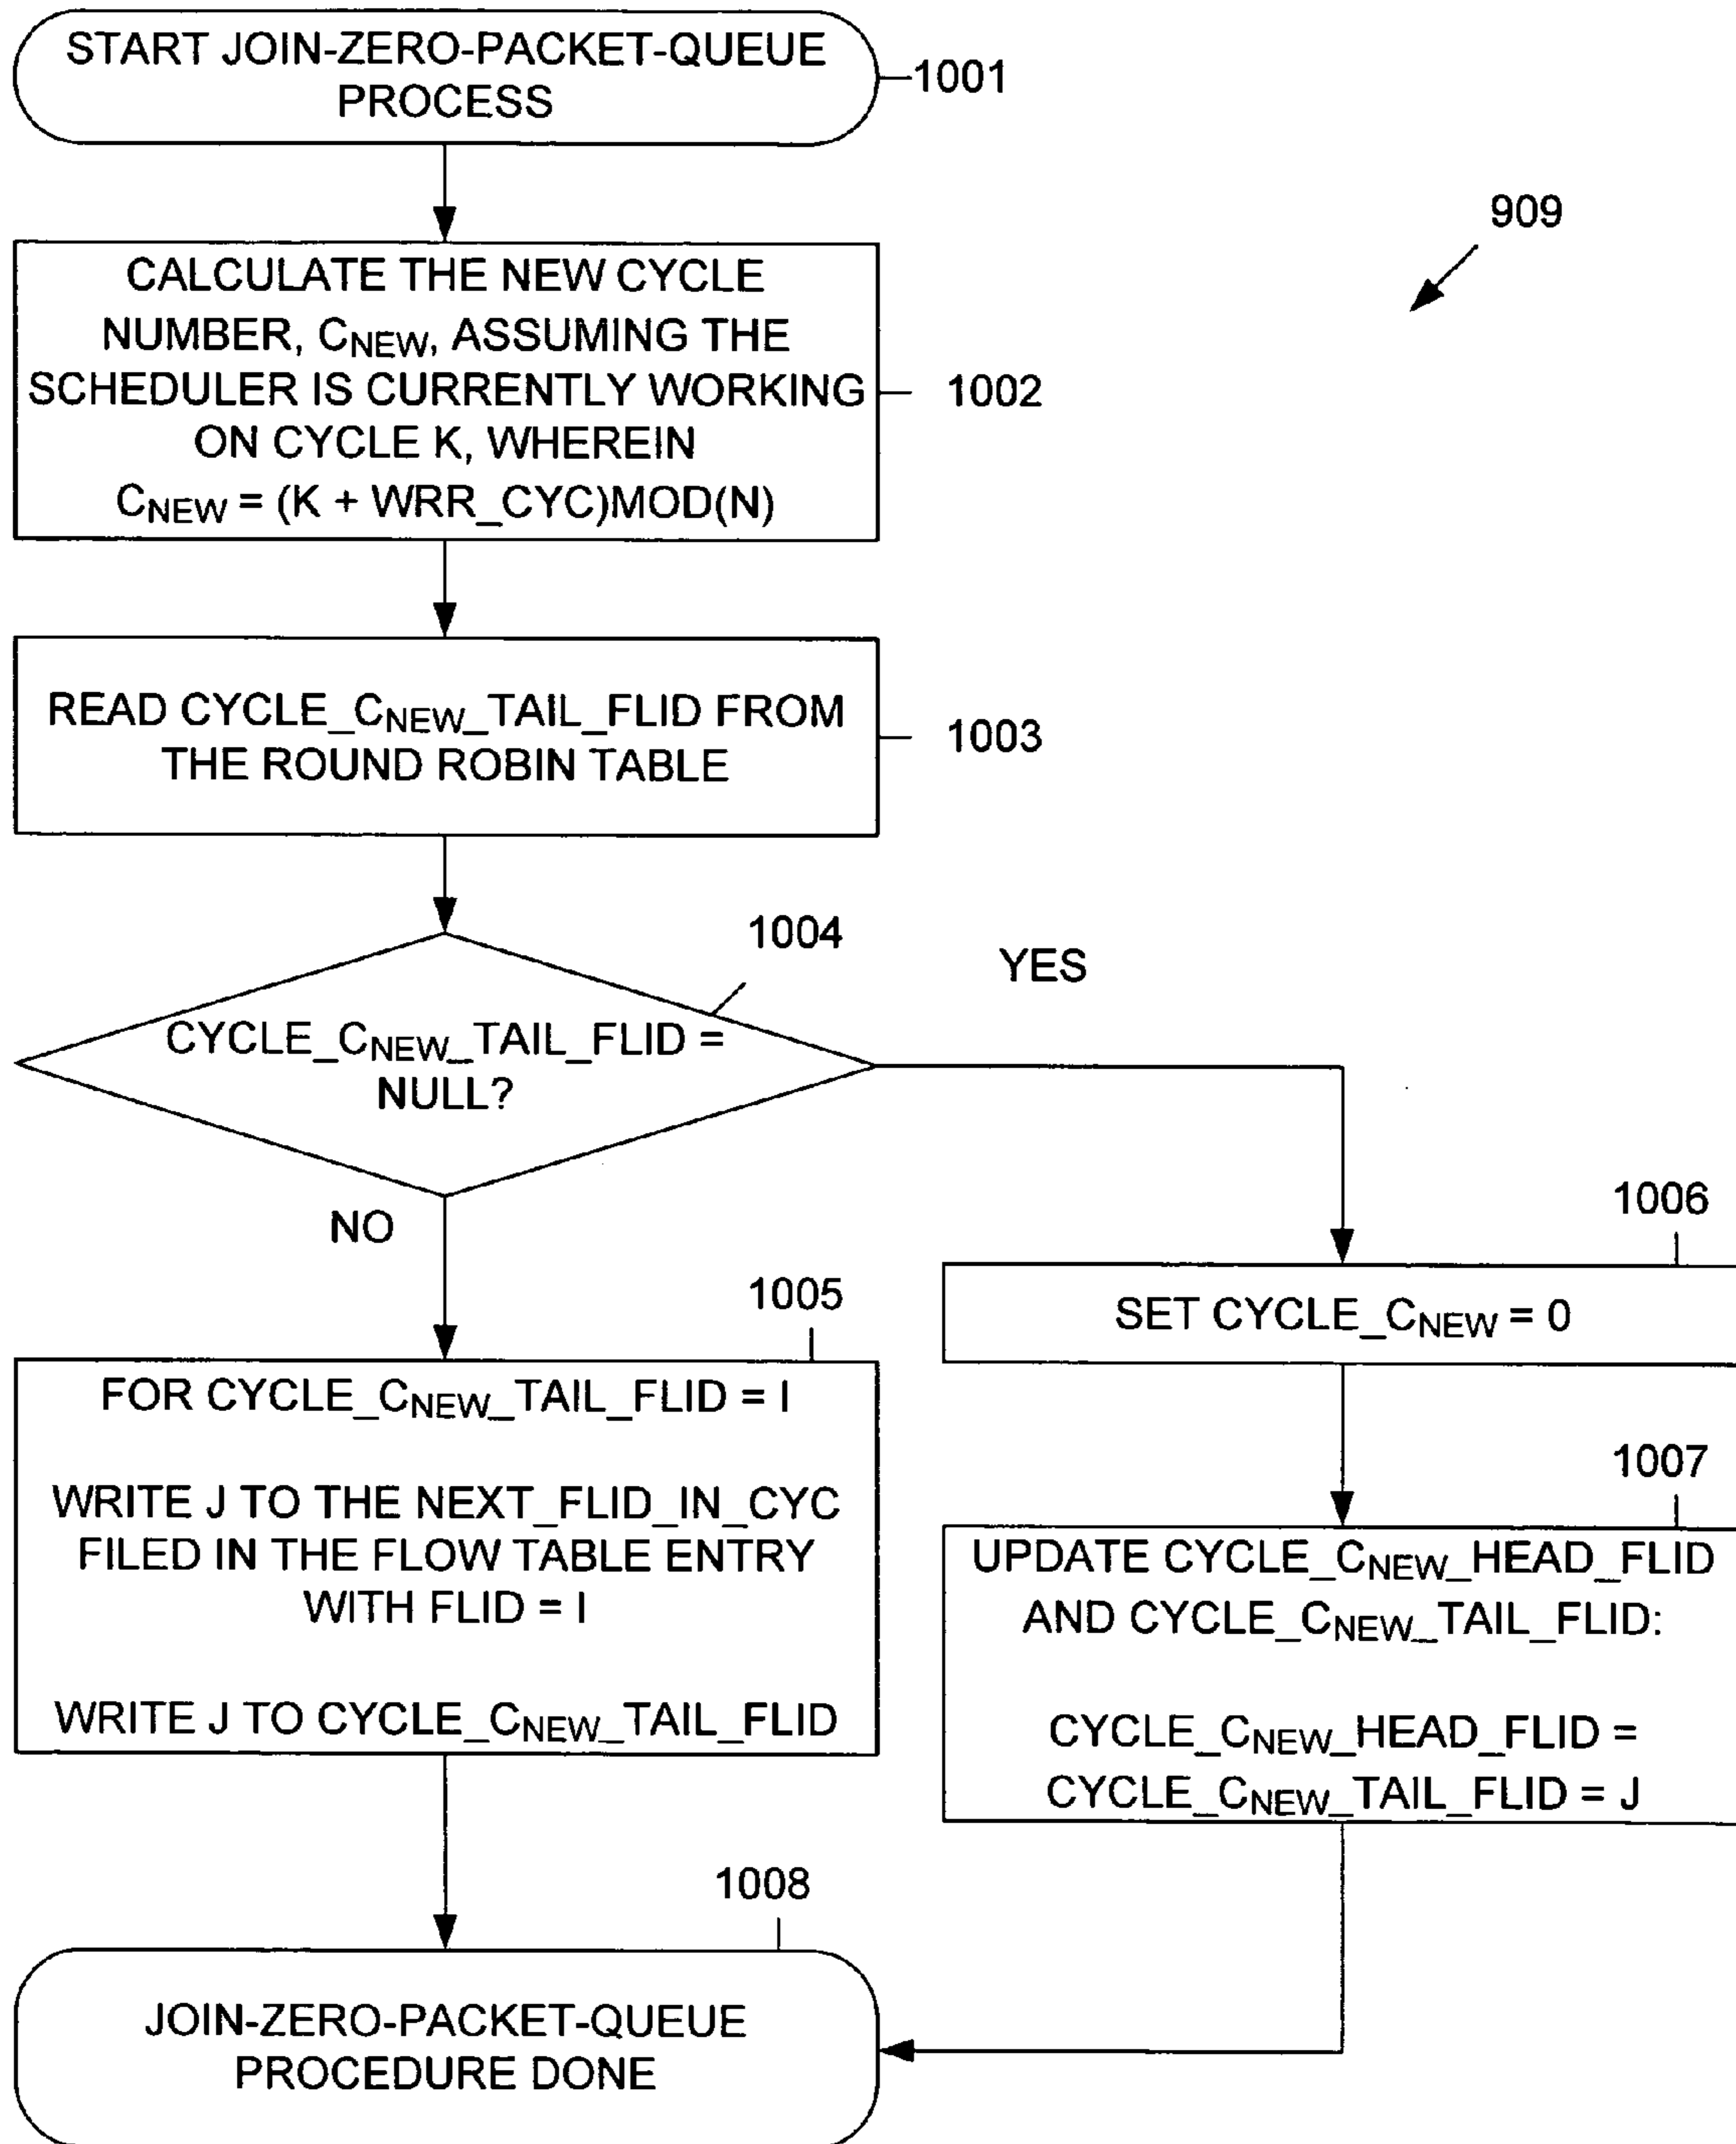 START JOIN-ZERO-PACKET-QUEUE
PROCESS
1001
909
CALCULATE THE NEW CYCLE
NUMBER, CNEW, ASSUMING THE
SCHEDULER IS CURRENTLY WORKING
ON CYCLE K, WHEREIN
CNEW = (K + WRR_CYC)MOD(N)
1002
READ CYCLE_CNEW_TAIL_FLID FROM
THE ROUND ROBIN TABLE
1003
1004
YES
CYCLE_CNEW_TAIL_FLID =
NULL?
NO
1006
SET CYCLE_CNEW = 0
1005
FOR CYCLE_CNEW_TAIL_FLID = I
WRITE J TO THE NEXT_FLID_IN_CYC
FILED IN THE FLOW TABLE ENTRY
WITH FLID = I
WRITE J TO CYCLE_CNEW_TAIL_FLID
1007
UPDATE CYCLE_CNEW_HEAD_FLID
AND CYCLE_CNEW_TAIL_FLID:
CYCLE_CNEW_HEAD_FLID =
CYCLE_CNEW_TAIL_FLID = J
1008
JOIN-ZERO-PACKET-QUEUE
PROCEDURE DONE